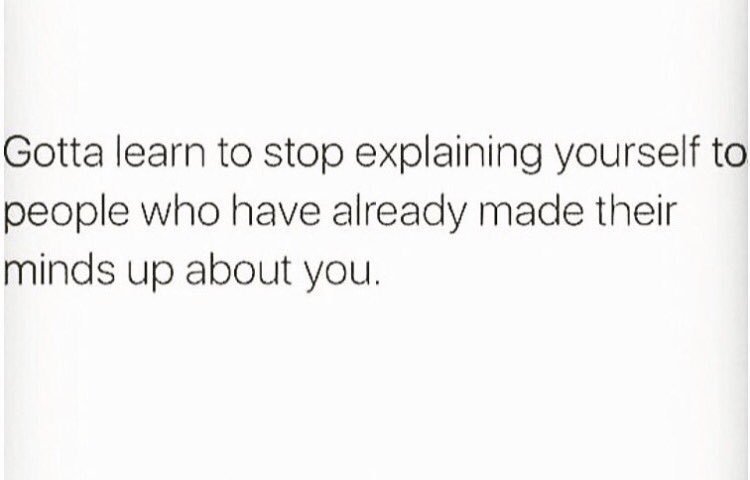 Gotta learn to stop explaining yourself to
people who have already made their
minds up about you.